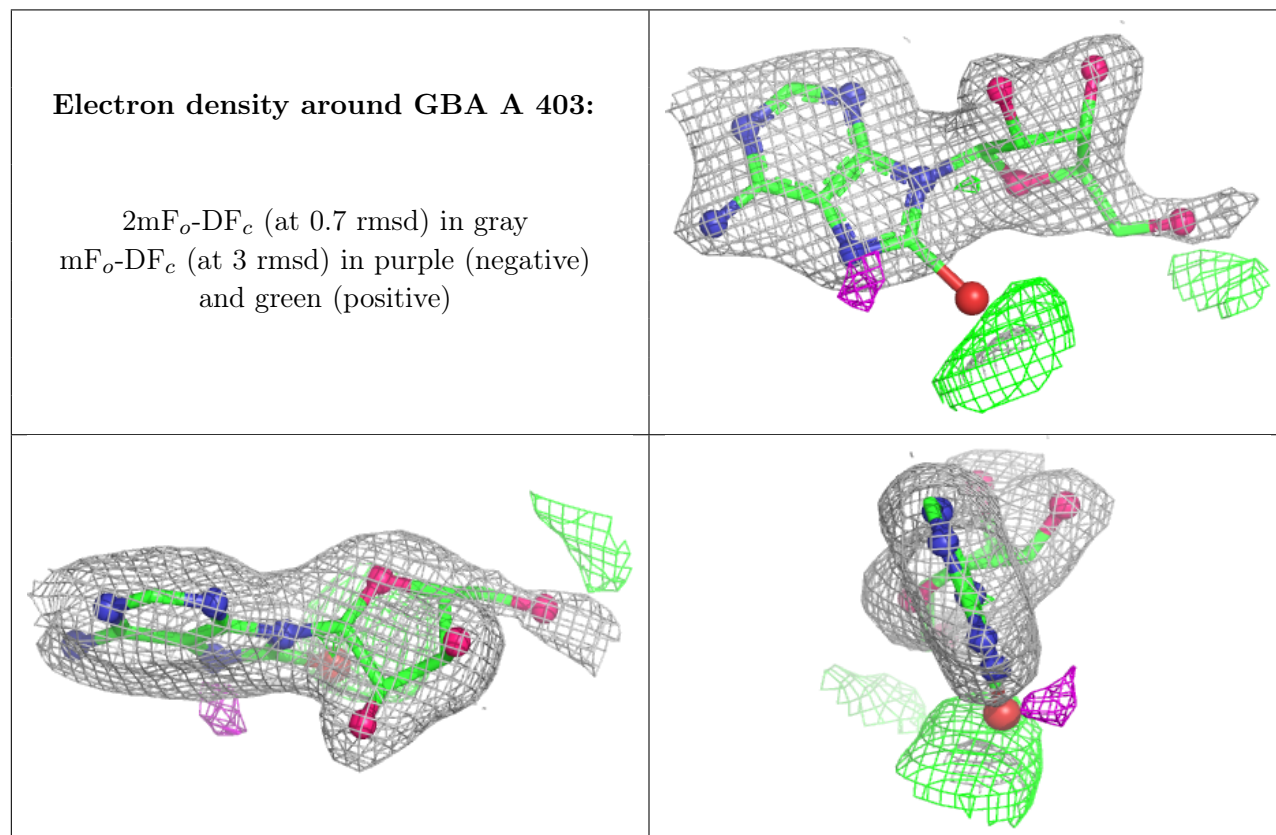 Electron density around GBA A 403:
2mFo-DFc (at 0.7 rmsd) in gray
mFo-DFc (at 3 rmsd) in purple (negative)
and green (positive)